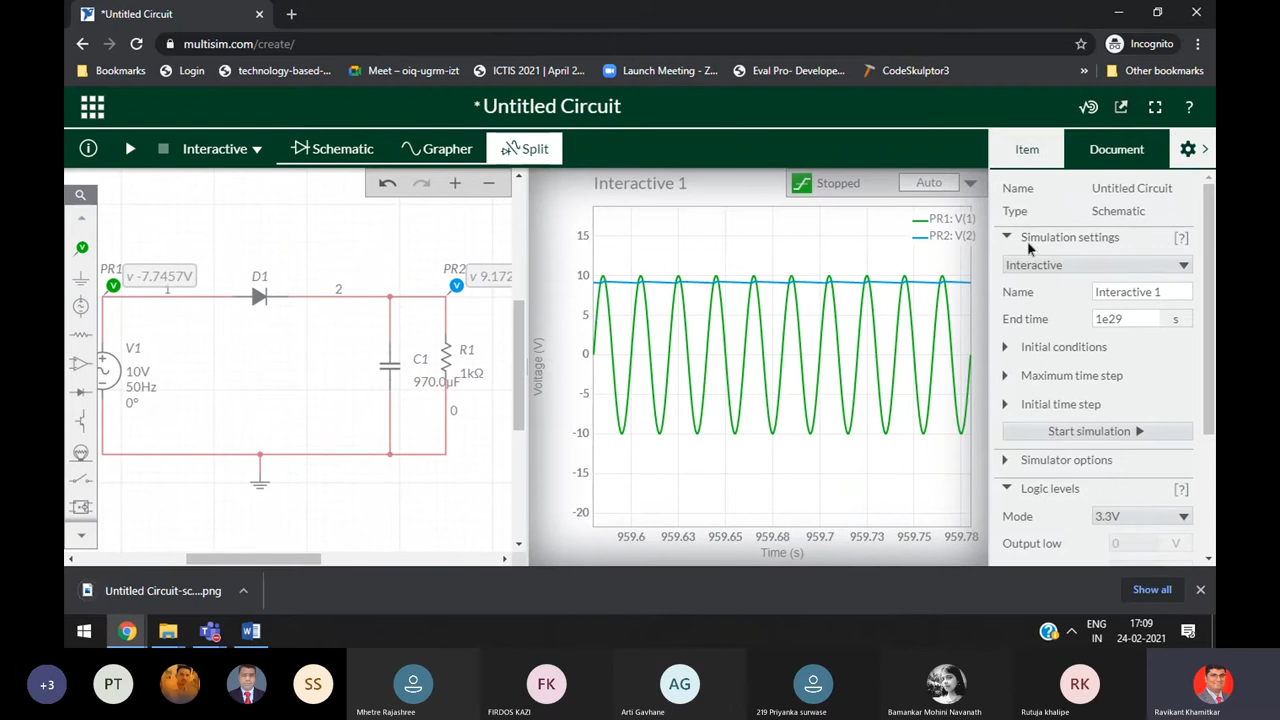 *Untitled Circuit
multisim.com/create/
Incognito
Bookmarks
Login
technology-based-...
Meet – oiq-ugrm-izt
ICTIS 2021 | April 2...
Launch Meeting - Z...
Eval Pro- Develope...
CodeSkulptor3
»
Other bookmarks
*Untitled Circuit
?
Interactive
Schematic
Grapher
Split
Item
Document
Interactive 1
Stopped
Auto
PR1: V(1)
PR2: V(2)
PR1
v -7.7457V
V
1
D1
2
PR2
v 9.172
V
V1
10V
50Hz
0°
C1
970.0uF
R1
1kΩ
0
V
Voltage (V)
15
10
5
0
-5
-10
-15
-20
959.6
959.63
959.65
959.68
959.7
959.71
959.73
959.75
959.78
Time (s)
Name
Untitled Circuit
Type
Schematic
Simulation settings
[?]
Interactive
Name
Interactive 1
End time
1e29
s
Initial conditions
Maximum time step
Initial time step
Start simulation
Simulator options
Logic levels
[?]
Mode
3.3V
Output low
0
V
Untitled Circuit-sc....png
Show all
ENG
IN
17:09
24-02-2021
+3
PT
SS
Mhetre Rajashree
FK
FIRDOS KAZI
AG
Arti Gavhane
219 Priyanka surwase
Bamankar Mohini Navanath
RK
Rutuja khalipe
Ravikant Khamitkar